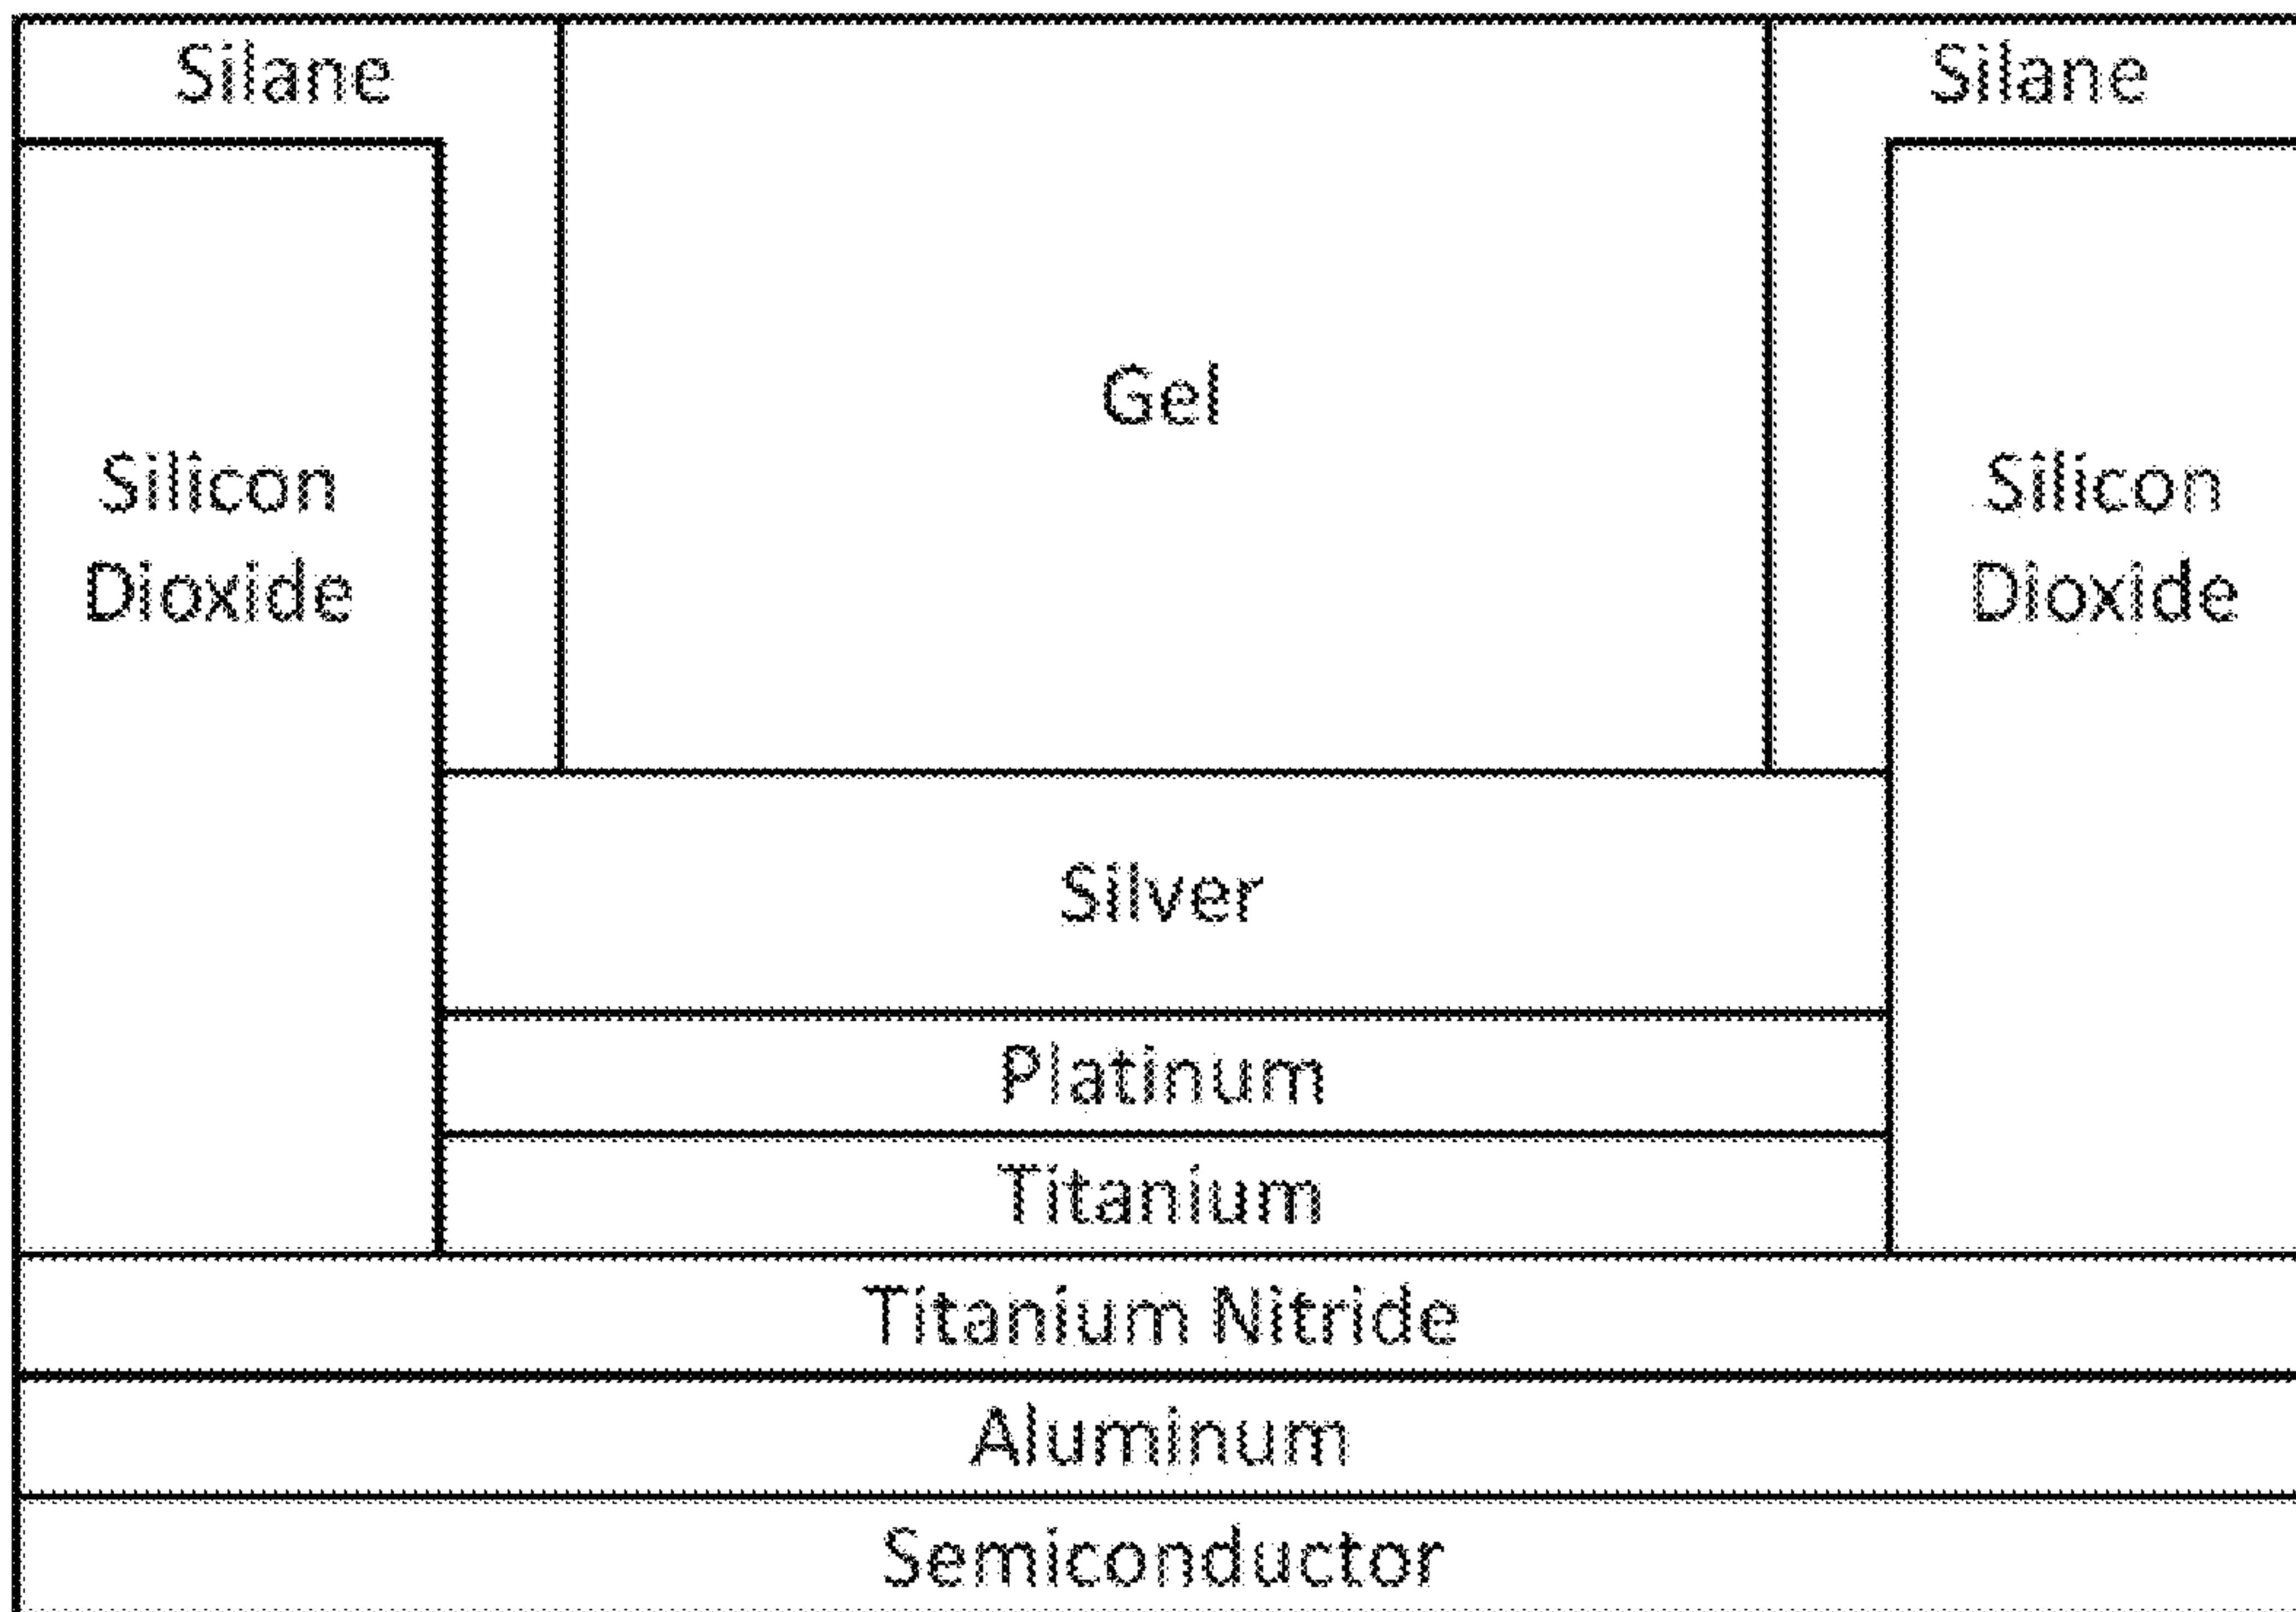 Silane
Silane
Gel
Silicon
Dioxide
Silicon
Dioxide
Silver
Platinum
Titanium
Titanium Nitride
Aluminum
Semiconductor